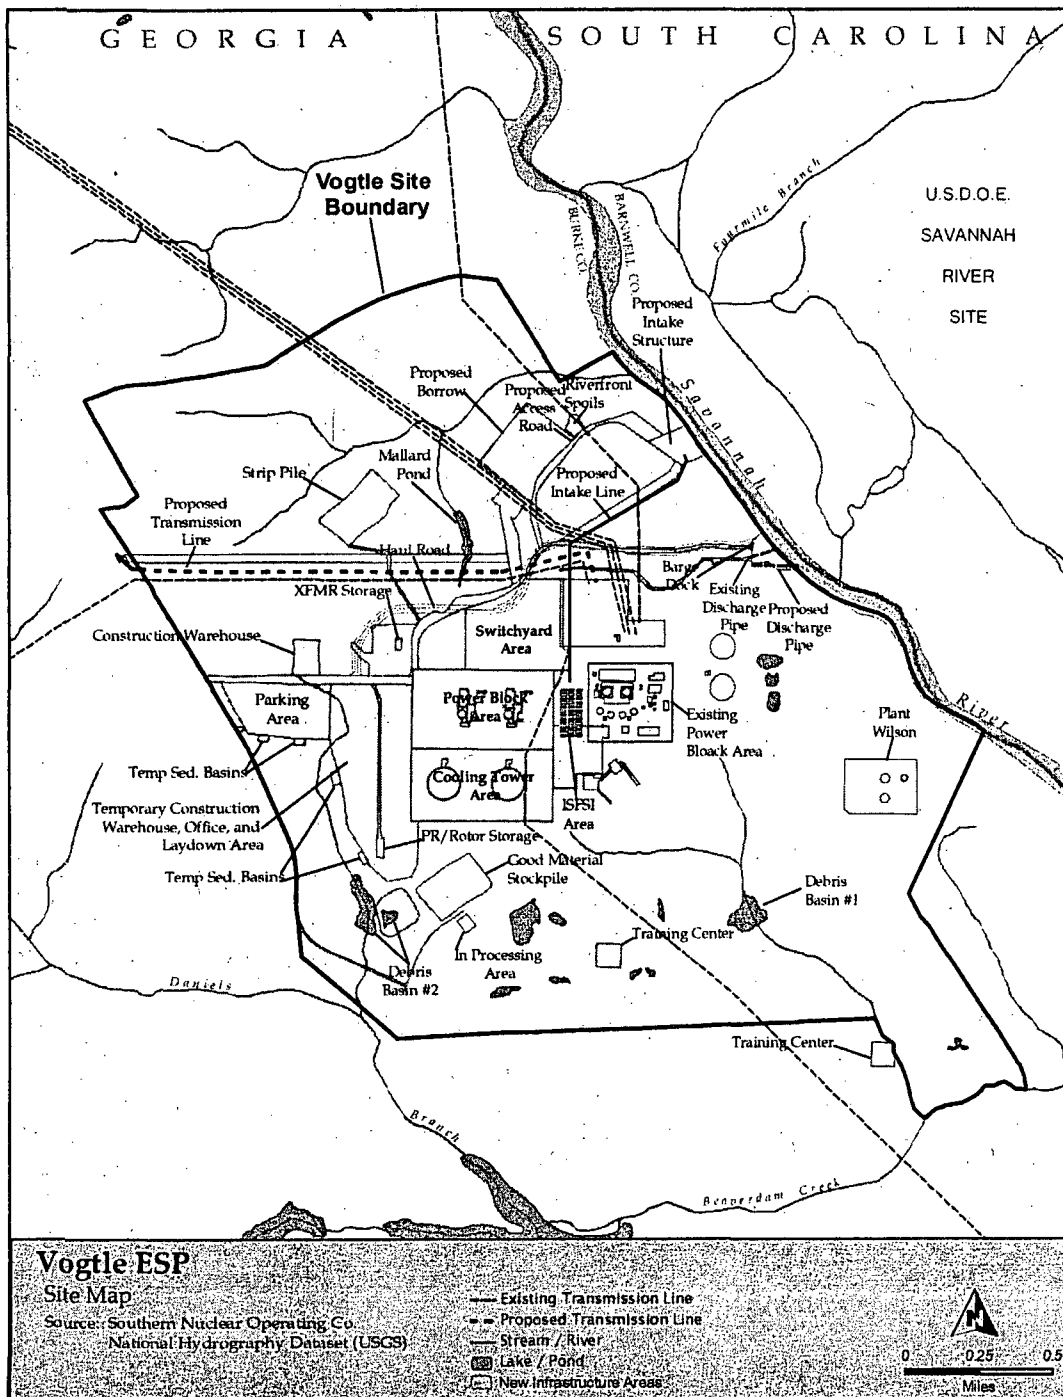 GEORGIA
SOUTH CAROLINA
Vogtle Site
Boundary
Fourmile Branch
U.S.D.O.E.
SAVANNAH
RIVER
SITE
BURKE CO.
BARNWELL CO.
Proposed
Intake
Structure
Proposed
Borrow
Proposed
Access
Road
Riverfront
Spoils
Savannah
Mallard
Pond
Strip Pile
Proposed
Intake Line
Proposed
Transmission
Line
Haul Road
Barge
Dock
Existing
Discharge
Pipe
Proposed
Discharge
Pipe
XFMR Storage
Construction Warehouse
Switchyard
Area
River
Parking
Area
Power Block
Area
Existing
Power
Bloack Area
Plant
Wilson
Temp Sed. Basins
Cooling Tower
Area
Temporary Construction
Warehouse, Office, and
Laydown Area
ISFSI
Area
PR/Rotor Storage
Temp Sed. Basins
Good Material
Stockpile
Debris
Basin #1
Training Center
In Processing
Area
Debris
Basin #2
Daniels
Training Center
Branch
Beaverdam Creek
Vogtle ESP
Site Map
Source: Southern Nuclear Operating Co.
National Hydrography Dataset (USGS)
Existing Transmission Line
Proposed Transmission Line
Stream / River
Lake / Pond
New Infrastructure Areas
N
0 0.25 0.5
Miles